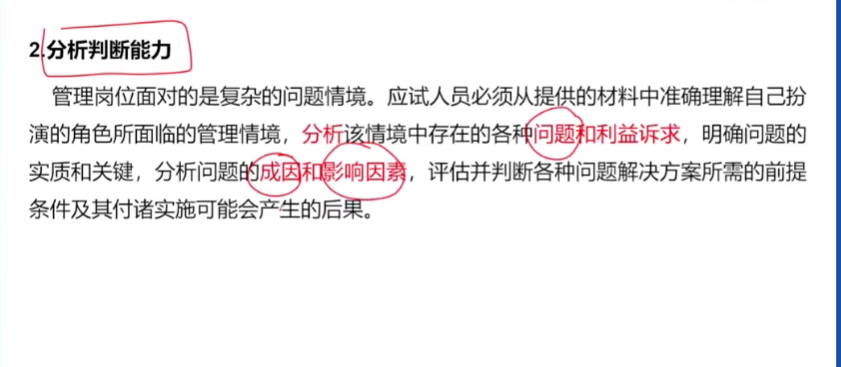 2.分析判断能力
管理岗位面对的是复杂的问题情境。应试人员必须从提供的材料中准确理解自己扮
演的角色所面临的管理情境，分析该情境中存在的各种问题和利益诉求，明确问题的
实质和关键，分析问题的成因和影响因素，评估并判断各种问题解决方案所需的前提
条件及其付诸实施可能会产生的后果。